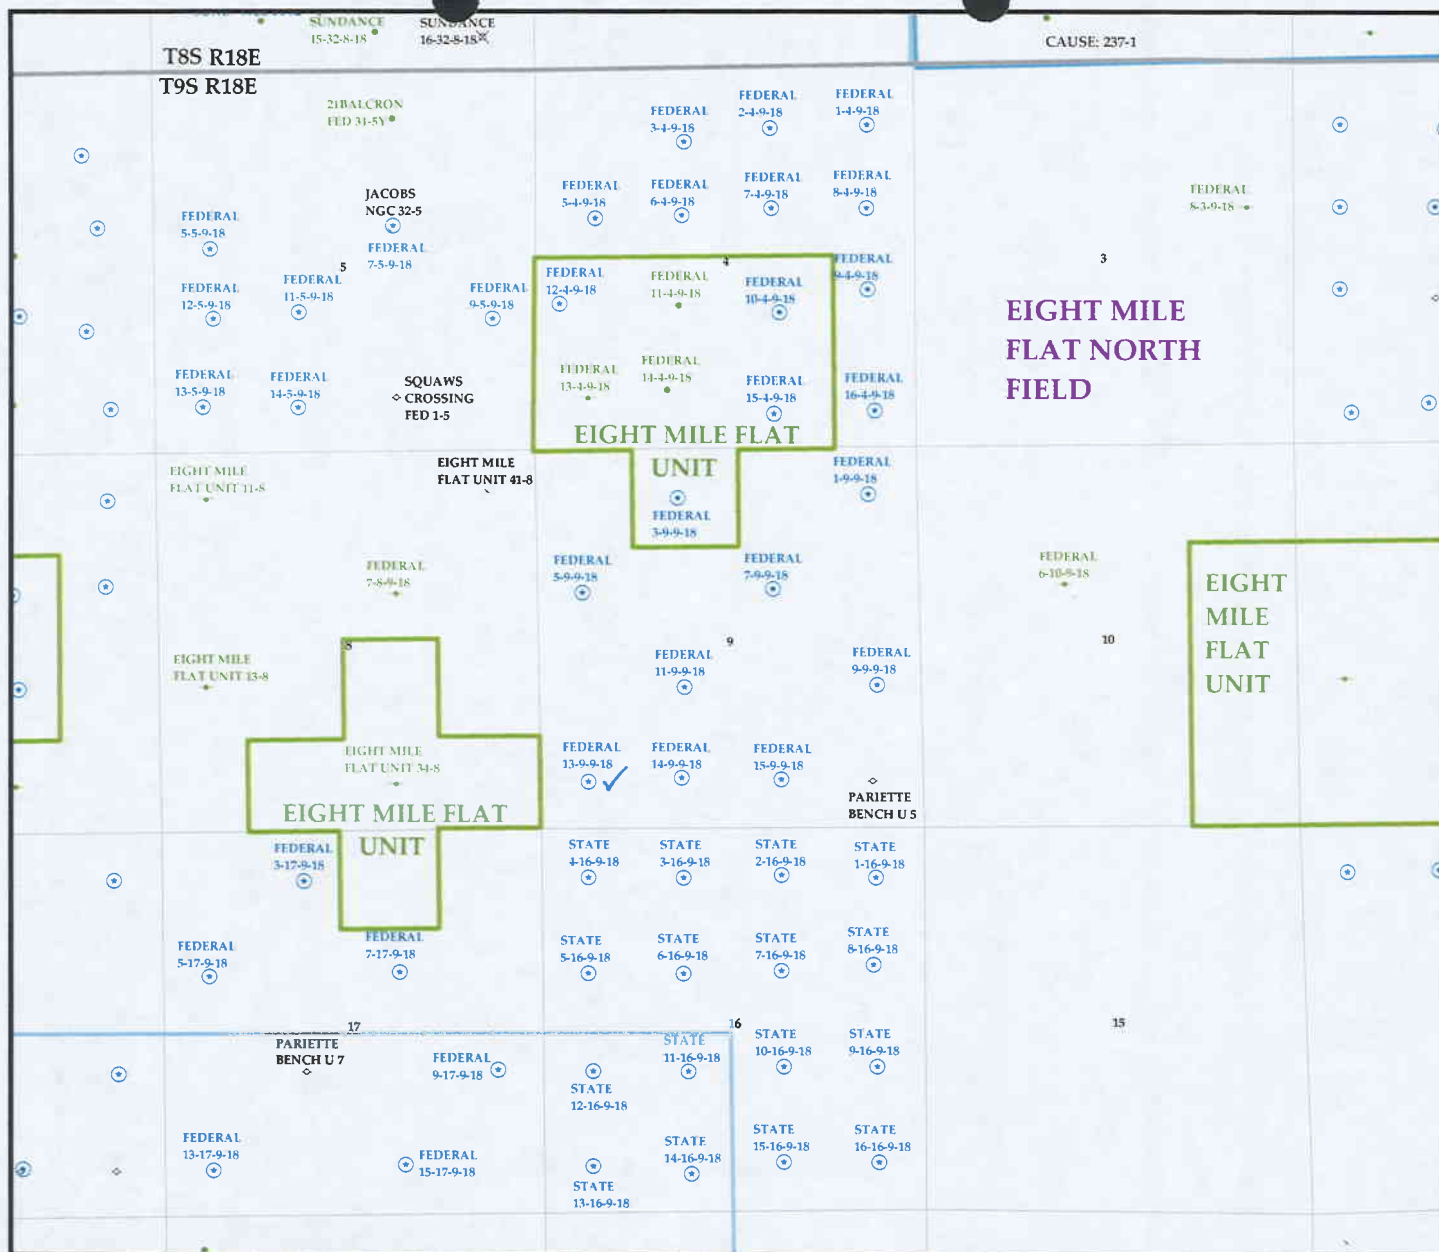 SUNDANCE
15-32-8-18
SUNDANCE
16-32-8-18
CAUSE: 237-1
T8S R18E
T9S R18E
21BALCRON
FED 31-5Y
FEDERAL
3-4-9-18
FEDERAL
2-4-9-18
FEDERAL
1-4-9-18
JACOBS
NGC 32-5
FEDERAL
7-5-9-18
FEDERAL
5-5-9-18
FEDERAL
5-4-9-18
FEDERAL
6-4-9-18
FEDERAL
7-4-9-18
FEDERAL
8-4-9-18
FEDERAL
8-3-9-18
5
4
3
FEDERAL
12-5-9-18
FEDERAL
11-5-9-18
FEDERAL
9-5-9-18
FEDERAL
12-4-9-18
FEDERAL
11-4-9-18
FEDERAL
10-4-9-18
FEDERAL
9-4-9-18
EIGHT MILE
FLAT NORTH
FIELD
FEDERAL
13-5-9-18
FEDERAL
14-5-9-18
SQUAWS
CROSSING
FED 1-5
FEDERAL
13-4-9-18
FEDERAL
14-4-9-18
FEDERAL
15-4-9-18
FEDERAL
16-4-9-18
EIGHT MILE FLAT
UNIT
EIGHT MILE
FLAT UNIT 11-8
EIGHT MILE
FLAT UNIT 41-8
FEDERAL
3-9-9-18
FEDERAL
1-9-9-18
FEDERAL
7-8-9-18
FEDERAL
5-9-9-18
FEDERAL
7-9-9-18
FEDERAL
6-10-9-18
EIGHT
MILE
FLAT
UNIT
8
9
10
EIGHT MILE
FLAT UNIT 13-8
FEDERAL
11-9-9-18
FEDERAL
9-9-9-18
EIGHT MILE
FLAT UNIT 34-8
EIGHT MILE FLAT
UNIT
FEDERAL
13-9-9-18
FEDERAL
14-9-9-18
FEDERAL
15-9-9-18
PARIETTE
BENCH U 5
FEDERAL
3-17-9-18
STATE
4-16-9-18
STATE
3-16-9-18
STATE
2-16-9-18
STATE
1-16-9-18
FEDERAL
5-17-9-18
FEDERAL
7-17-9-18
STATE
5-16-9-18
STATE
6-16-9-18
STATE
7-16-9-18
STATE
8-16-9-18
17
16
15
PARIETTE
BENCH U 7
FEDERAL
9-17-9-18
STATE
12-16-9-18
STATE
11-16-9-18
STATE
10-16-9-18
STATE
9-16-9-18
FEDERAL
13-17-9-18
FEDERAL
15-17-9-18
STATE
13-16-9-18
STATE
14-16-9-18
STATE
15-16-9-18
STATE
16-16-9-18